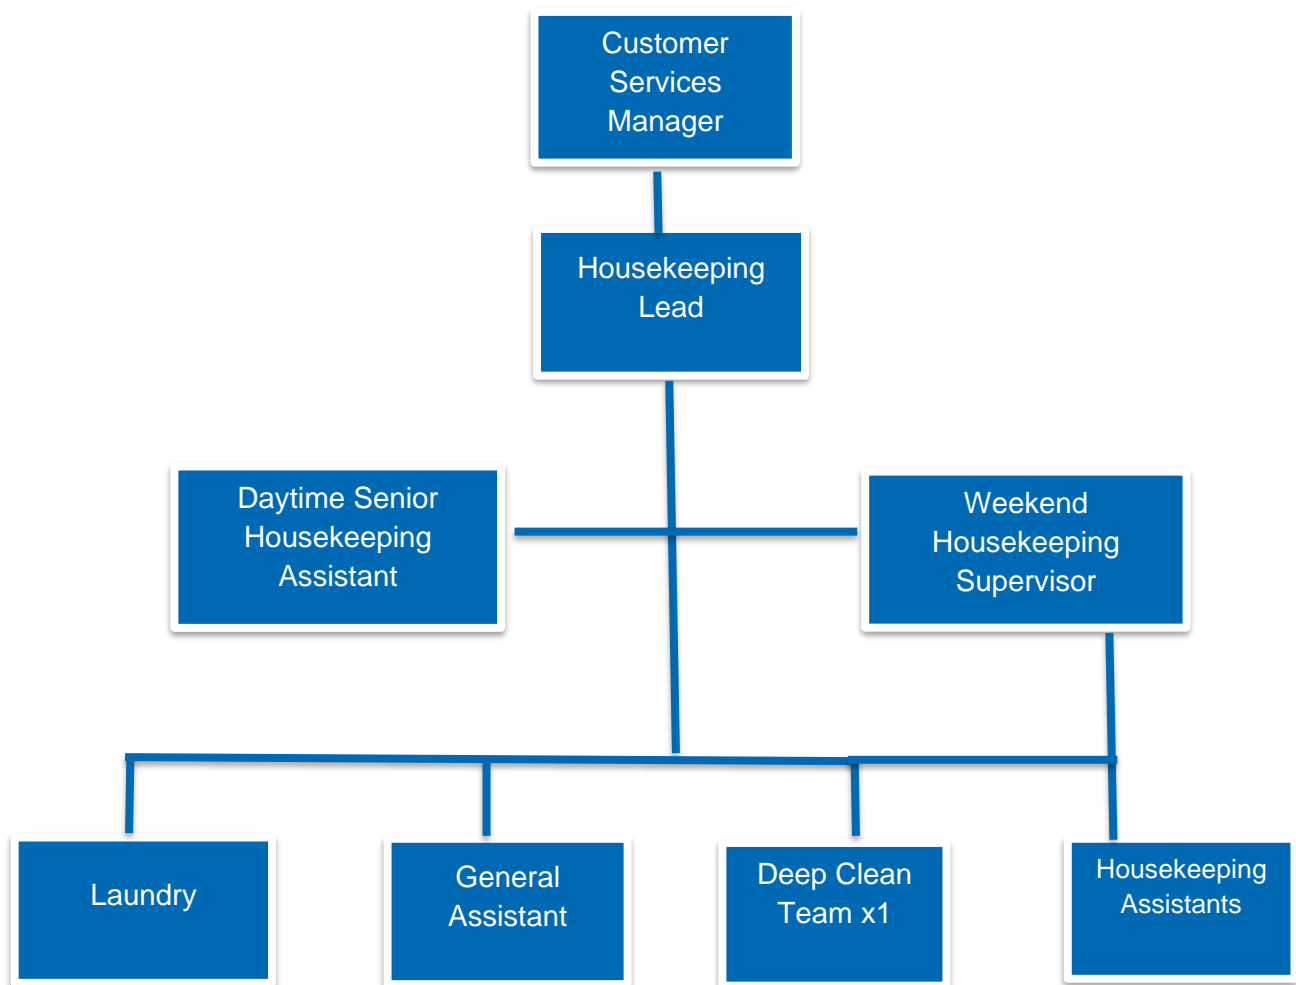 Customer
Services
Manager
Housekeeping
Lead
Daytime Senior
Housekeeping
Assistant
Weekend
Housekeeping
Supervisor
Laundry
General
Assistant
Deep Clean
Team x1
Housekeeping
Assistants